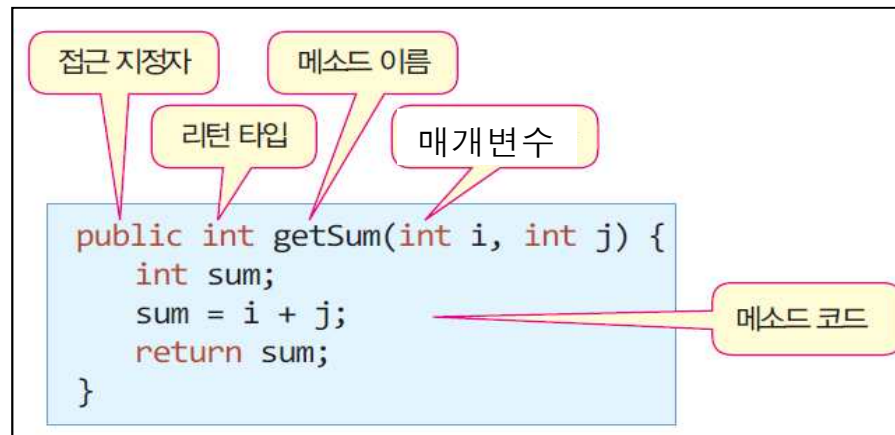 접근 지정자
메소드 이름
리턴 타입
매개변수
public int getSum(int i, int j) {
int sum;
sum = i + j;
return sum;
}
메소드 코드